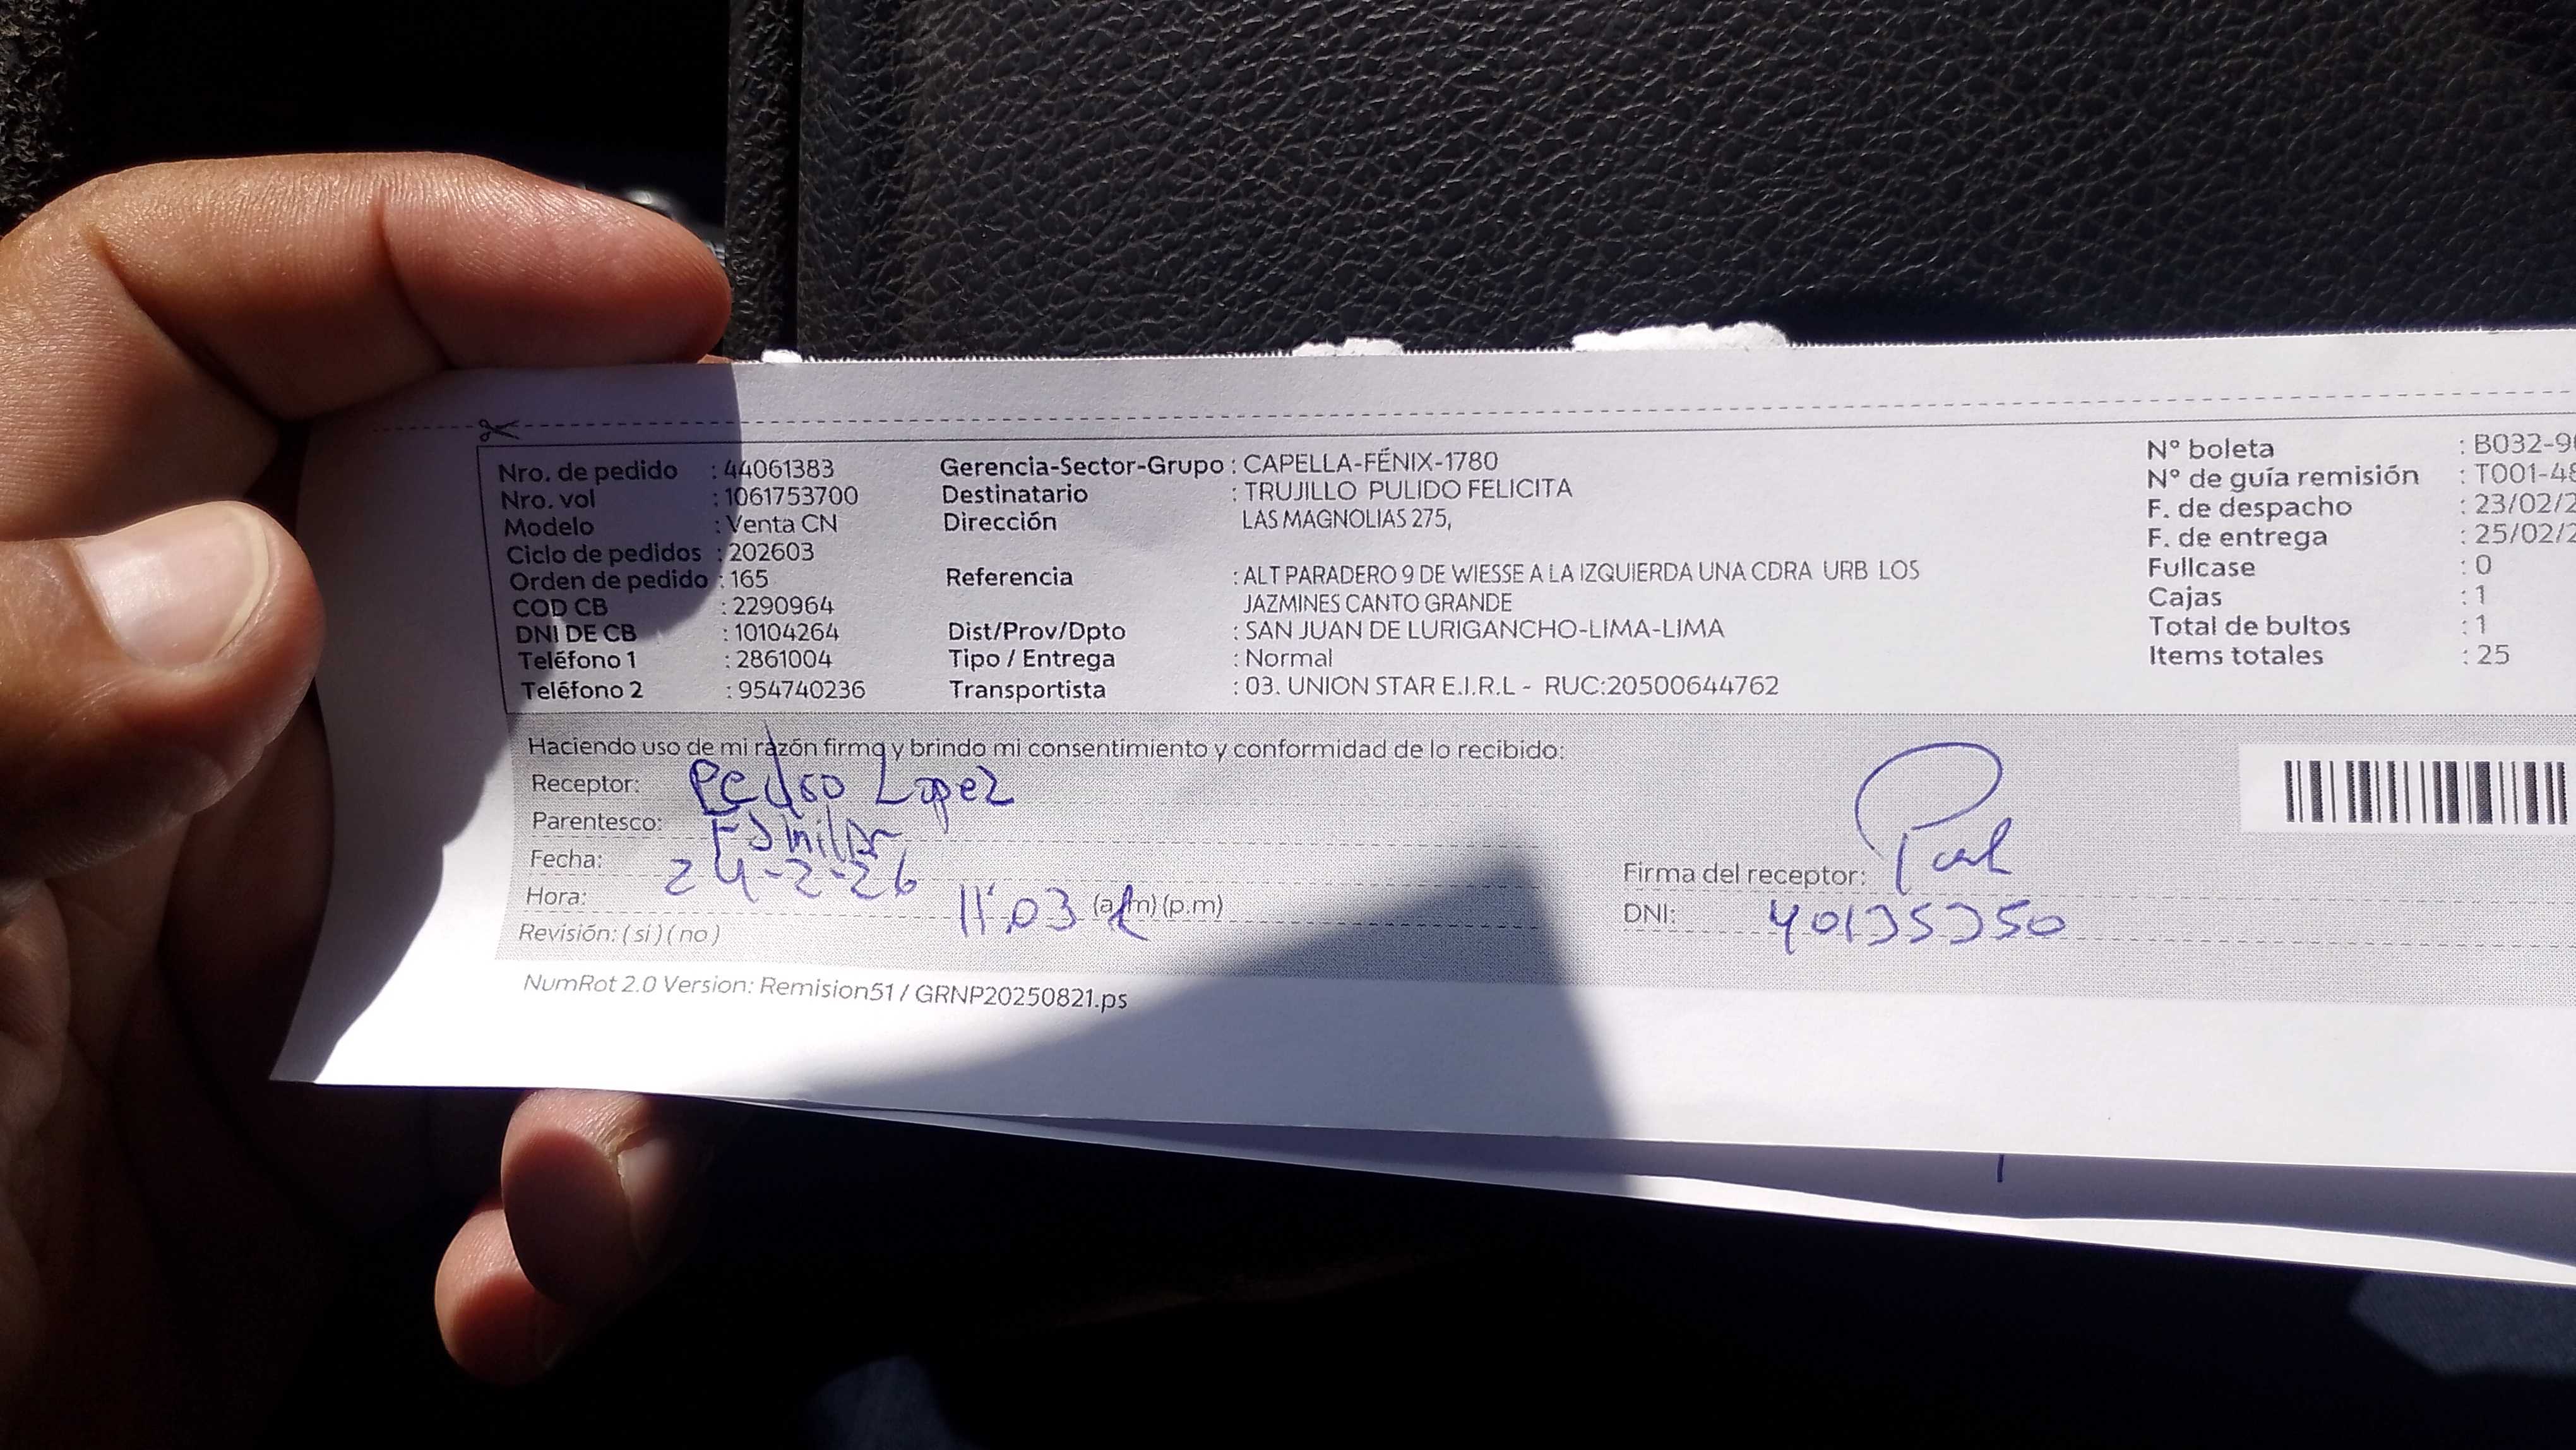 Nro. de pedido : 44061383
Nro. vol : 1061753700
Modelo : Venta CN
Ciclo de pedidos : 202603
Orden de pedido : 165
COD CB : 2290964
DNI DE CB : 10104264
Teléfono 1 : 2861004
Teléfono 2 : 954740236
Gerencia-Sector-Grupo : CAPELLA-FÉNIX-1780
Destinatario : TRUJILLO PULIDO FELICITA
Dirección LAS MAGNOLIAS 275,
Referencia : ALT PARADERO 9 DE WIESSE A LA IZQUIERDA UNA CDRA URB LOS
JAZMINES CANTO GRANDE
Dist/Prov/Dpto : SAN JUAN DE LURIGANCHO-LIMA-LIMA
Tipo / Entrega : Normal
Transportista : 03. UNION STAR E.I.R.L - RUC:20500644762
N° boleta : B032-9
N° de guía remisión : T001-48
F. de despacho : 23/02/2
F. de entrega : 25/02/2
Fullcase : 0
Cajas : 1
Total de bultos : 1
Items totales : 25
Haciendo uso de mi razón firmo y brindo mi consentimiento y conformidad de lo recibido:
Receptor: Pedro Lopez
Parentesco: Familiar
Fecha: 24-2-26
Hora: 11:03 (a.m) (p.m)
Revisión: ( si ) ( no )
Firma del receptor:
DNI:
NumRot 2.0 Version: Remision51 / GRNP20250821.ps